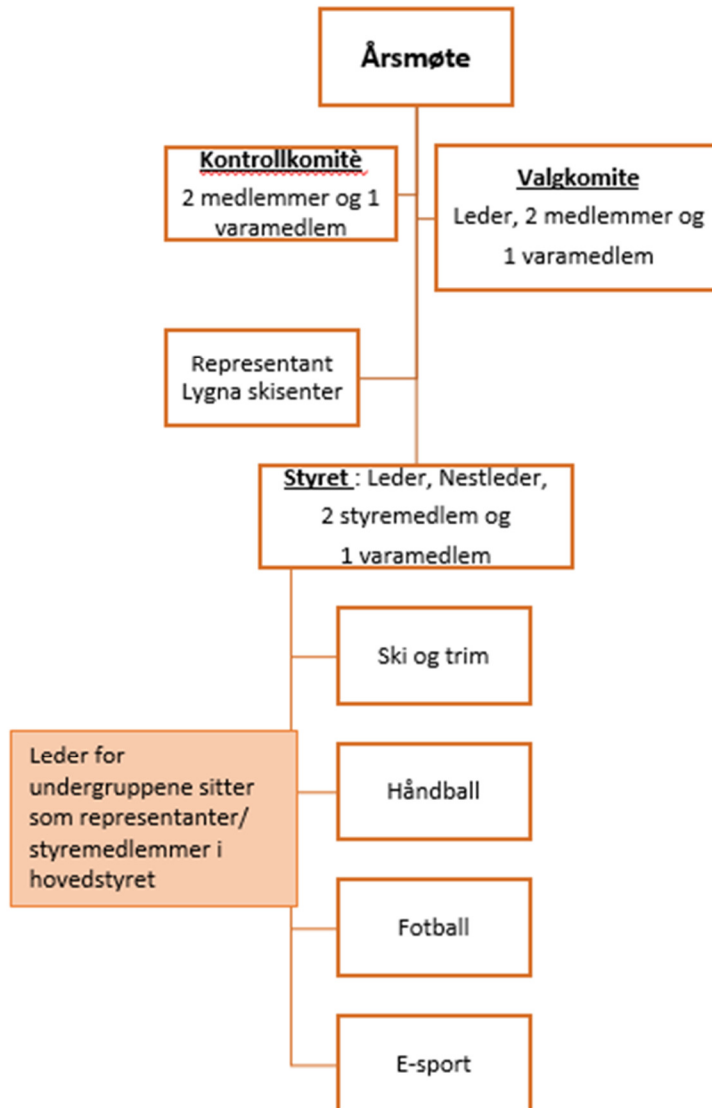 Årsmøte
Kontrollkomitè
2 medlemmer og 1
varamedlem
Valgkomite
Leder, 2 medlemmer og
1 varamedlem
Representant
Lygna skisenter
Styret : Leder, Nestleder,
2 styremedlem og
1 varamedlem
Ski og trim
Leder for
undergruppene sitter
som representanter/
styremedlemmer i
hovedstyret
Håndball
Fotball
E-sport